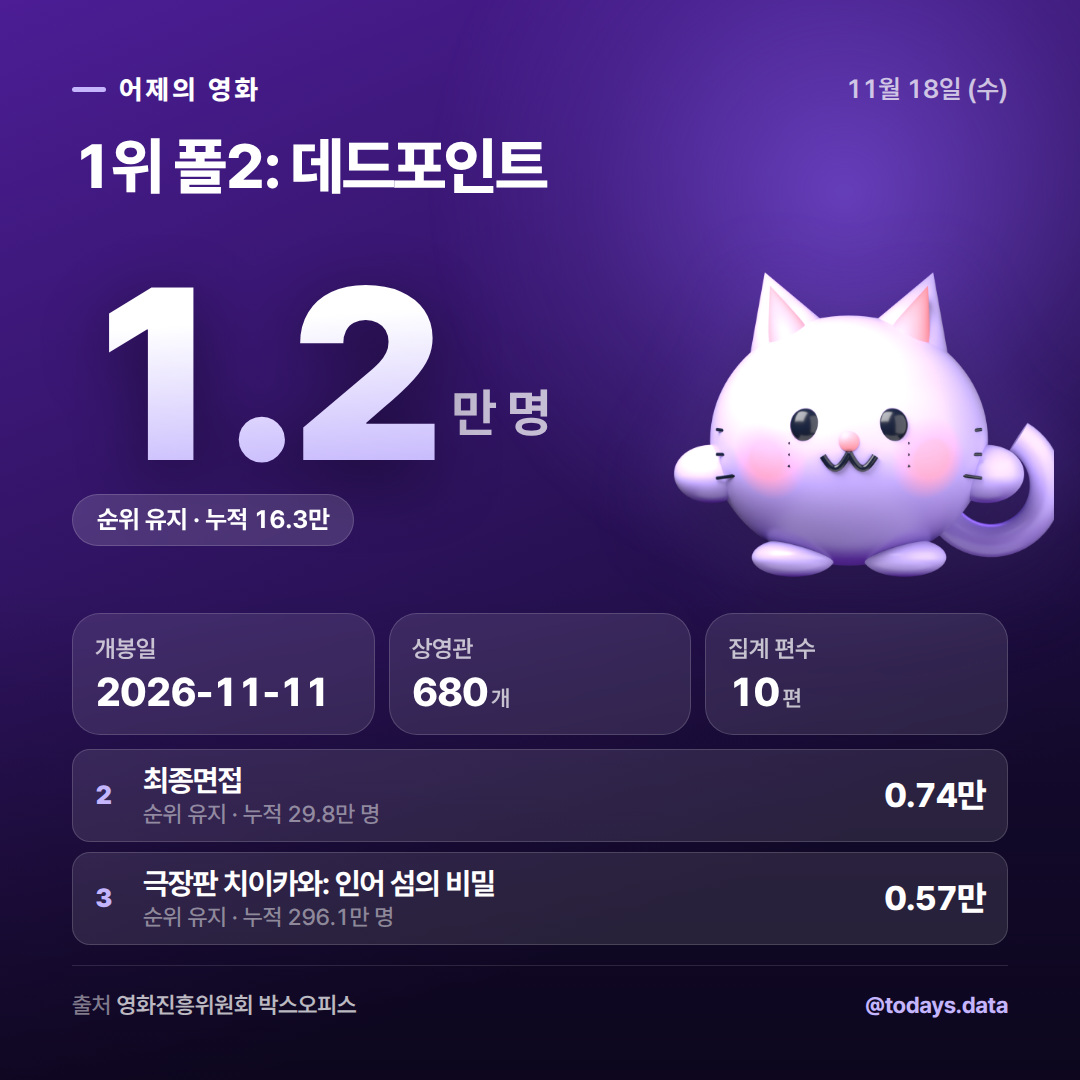 어제의 영화
11월 18일 (수)
1위 폴2: 데드포인트
1.2만 명
순위 유지 · 누적 16.3만
개봉일
2026-11-11
상영관
680개
집계 편수
10편
2
최종면접
순위 유지 · 누적 29.8만 명
0.74만
3
극장판 치이카와: 인어 섬의 비밀
순위 유지 · 누적 296.1만 명
0.57만
출처 영화진흥위원회 박스오피스
@todays.data